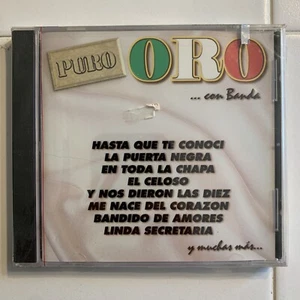 PURO ORO
...con Banda
HASTA QUE TE CONOCI
LA PUERTA NEGRA
EN TODA LA CHAPA
EL CELOSO
Y NOS DIERON LAS DIEZ
ME NACE DEL CORAZON
BANDIDO DE AMORES
LINDA SECRETARIA
y muchas más...